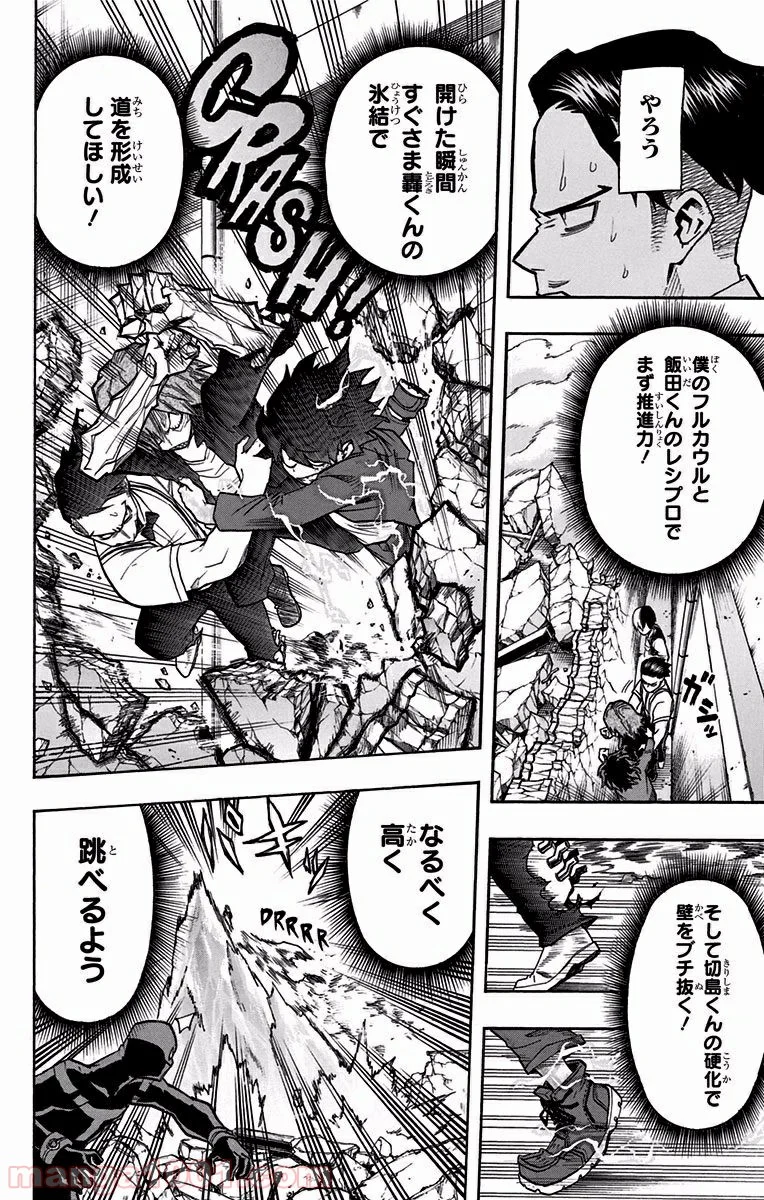 やろう
僕のフルカウルと
飯田くんのレシプロで
まず推進力!
ガシッ
そして切島くんの硬化で
壁をブチ抜く!
CRASH!
開けた瞬間
すぐさま轟くんの
氷結で
道を形成
してほしい!
なるべく
高く
DRRRR
跳べるよう